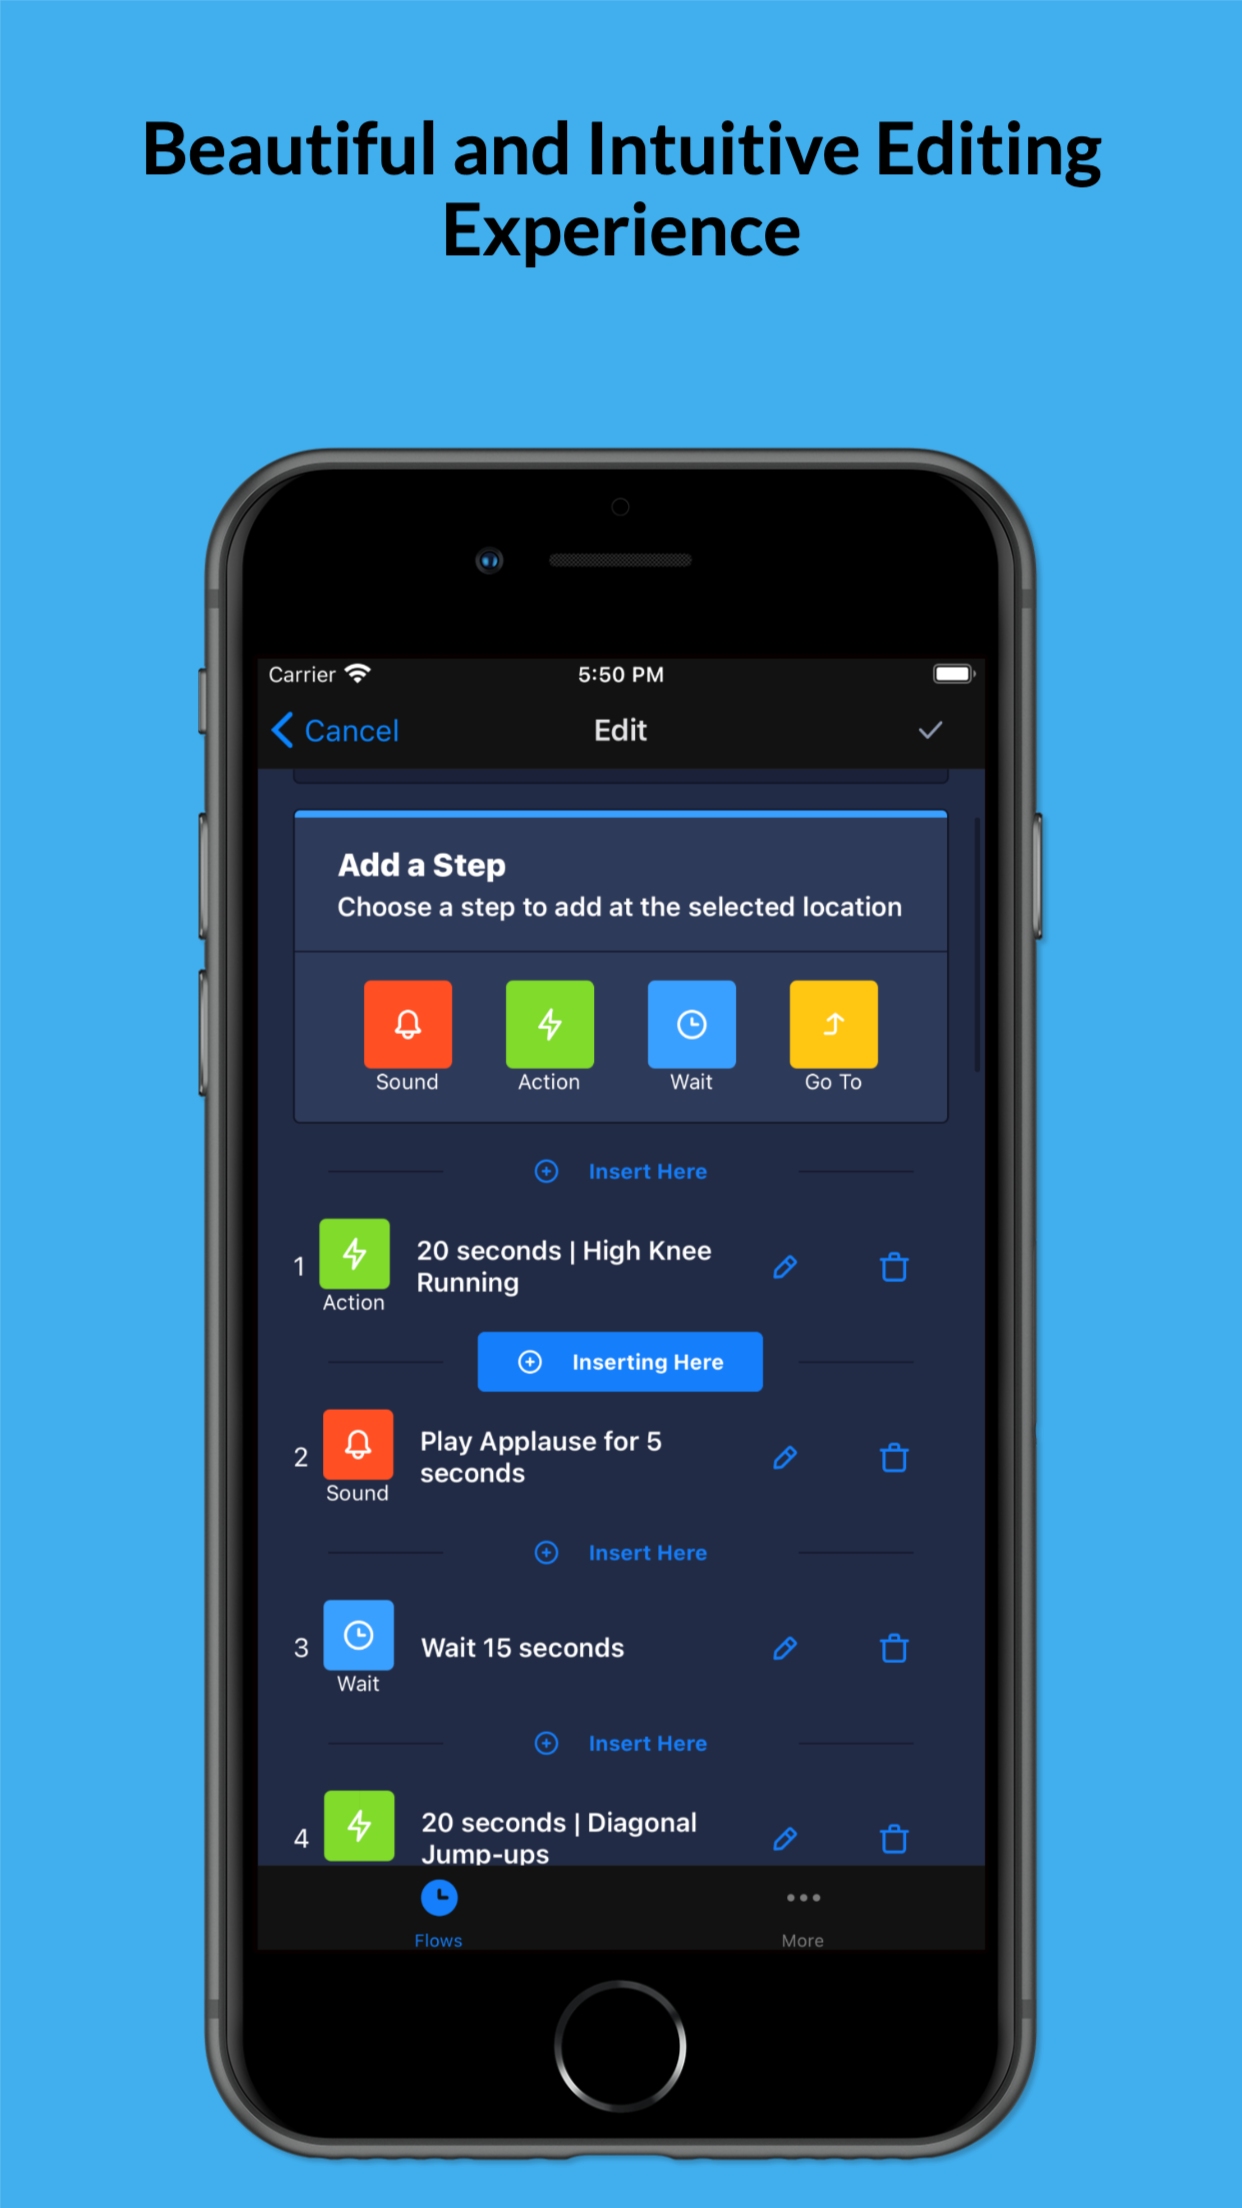 Beautiful and Intuitive Editing
Experience
Carrier
5:50 PM
Cancel
Edit
Add a Step
Choose a step to add at the selected location
Sound
Action
Wait
Go To
Insert Here
1
20 seconds | High Knee
Running
Action
Inserting Here
2
Play Applause for 5
seconds
Sound
Insert Here
3
Wait 15 seconds
Wait
Insert Here
4
20 seconds | Diagonal
Jump-ups
Flows
More